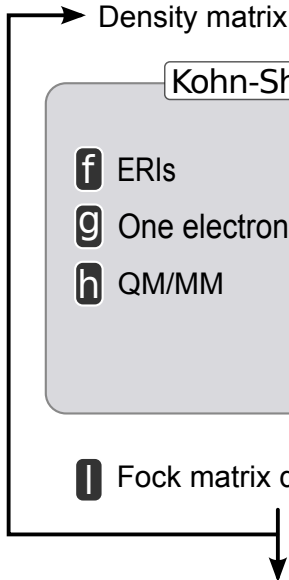 Density matrix
Kohn-Sh
f ERIs
g One electron
h QM/MM
l Fock matrix